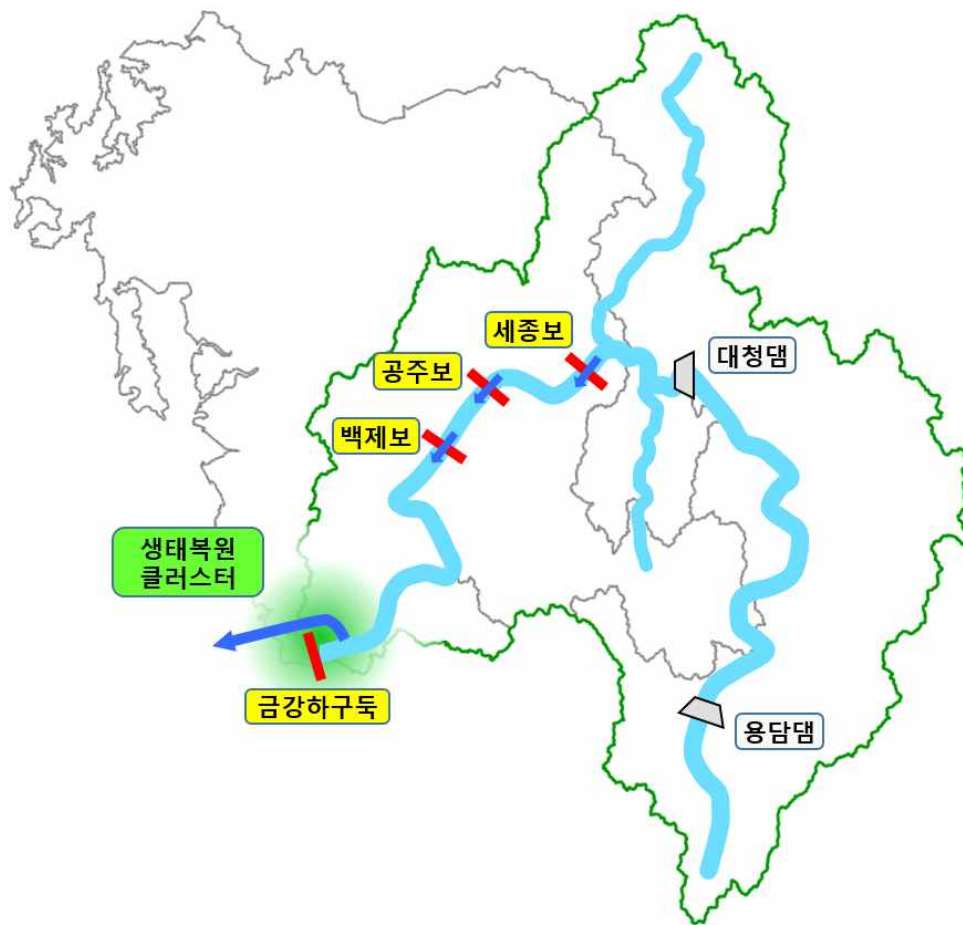 세종보
대청댐
공주보
백제보
생태복원
클러스터
금강하구둑
용담댐